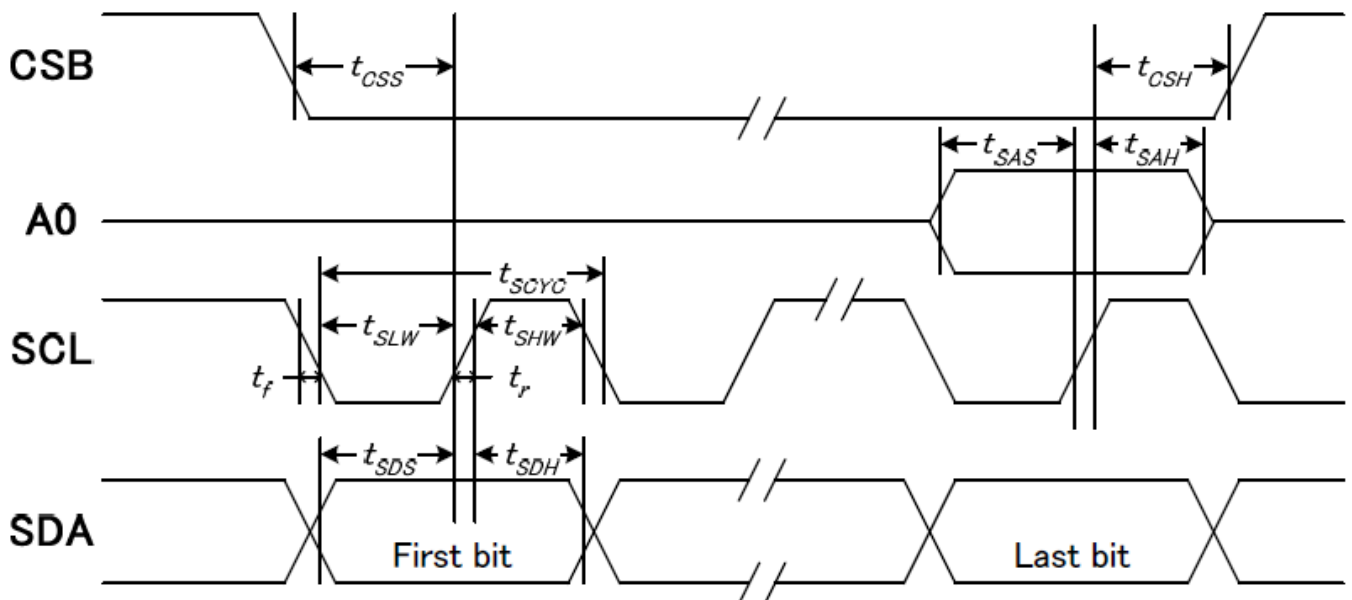 CSB
tCSS
tCSH
tSAS
tSAH
A0
tSCYC
SCL
tSLW
tSHW
tf
tr
tSDS
tSDH
SDA
First bit
Last bit